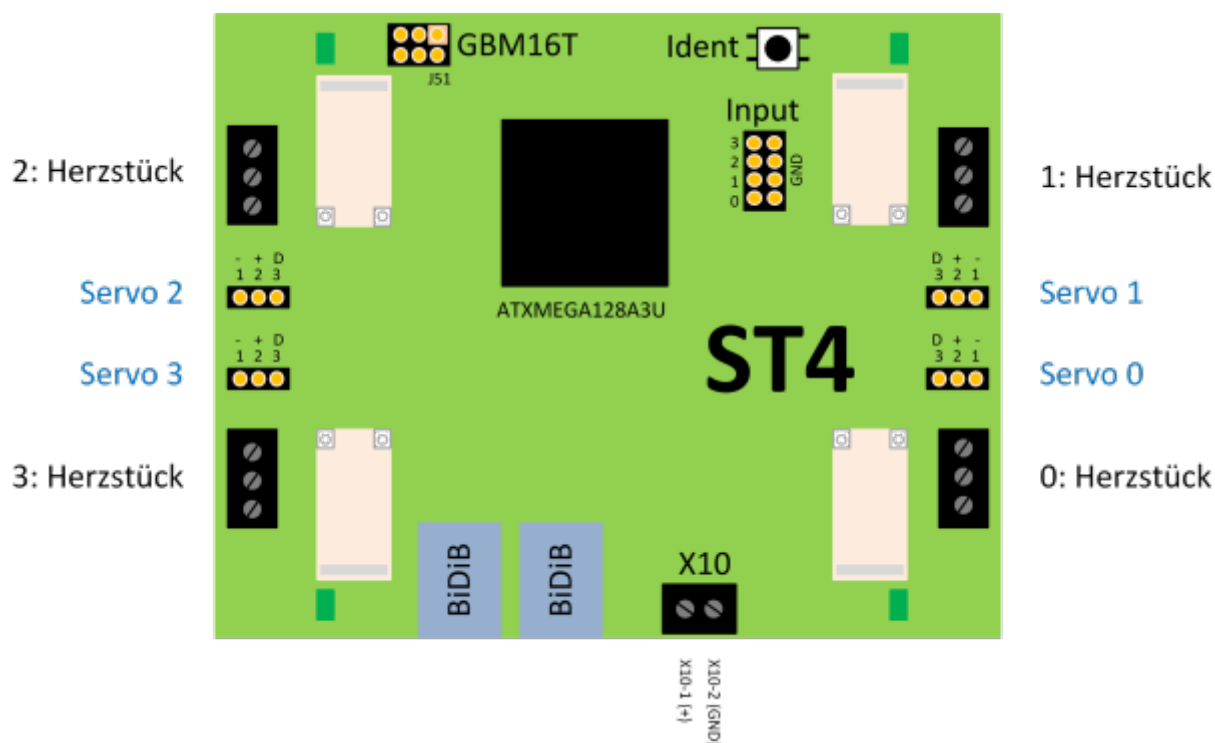 GBM16T
J51
Ident
Input
3
2
1
0
GND
2: Herzstück
1: Herzstück
- + D
1 2 3
Servo 2
D + -
3 2 1
Servo 1
ATXMEGA128A3U
ST4
- + D
1 2 3
Servo 3
D + -
3 2 1
Servo 0
3: Herzstück
0: Herzstück
BiDiB
BiDiB
X10
X10-1 (+)
X10-2 (GND)